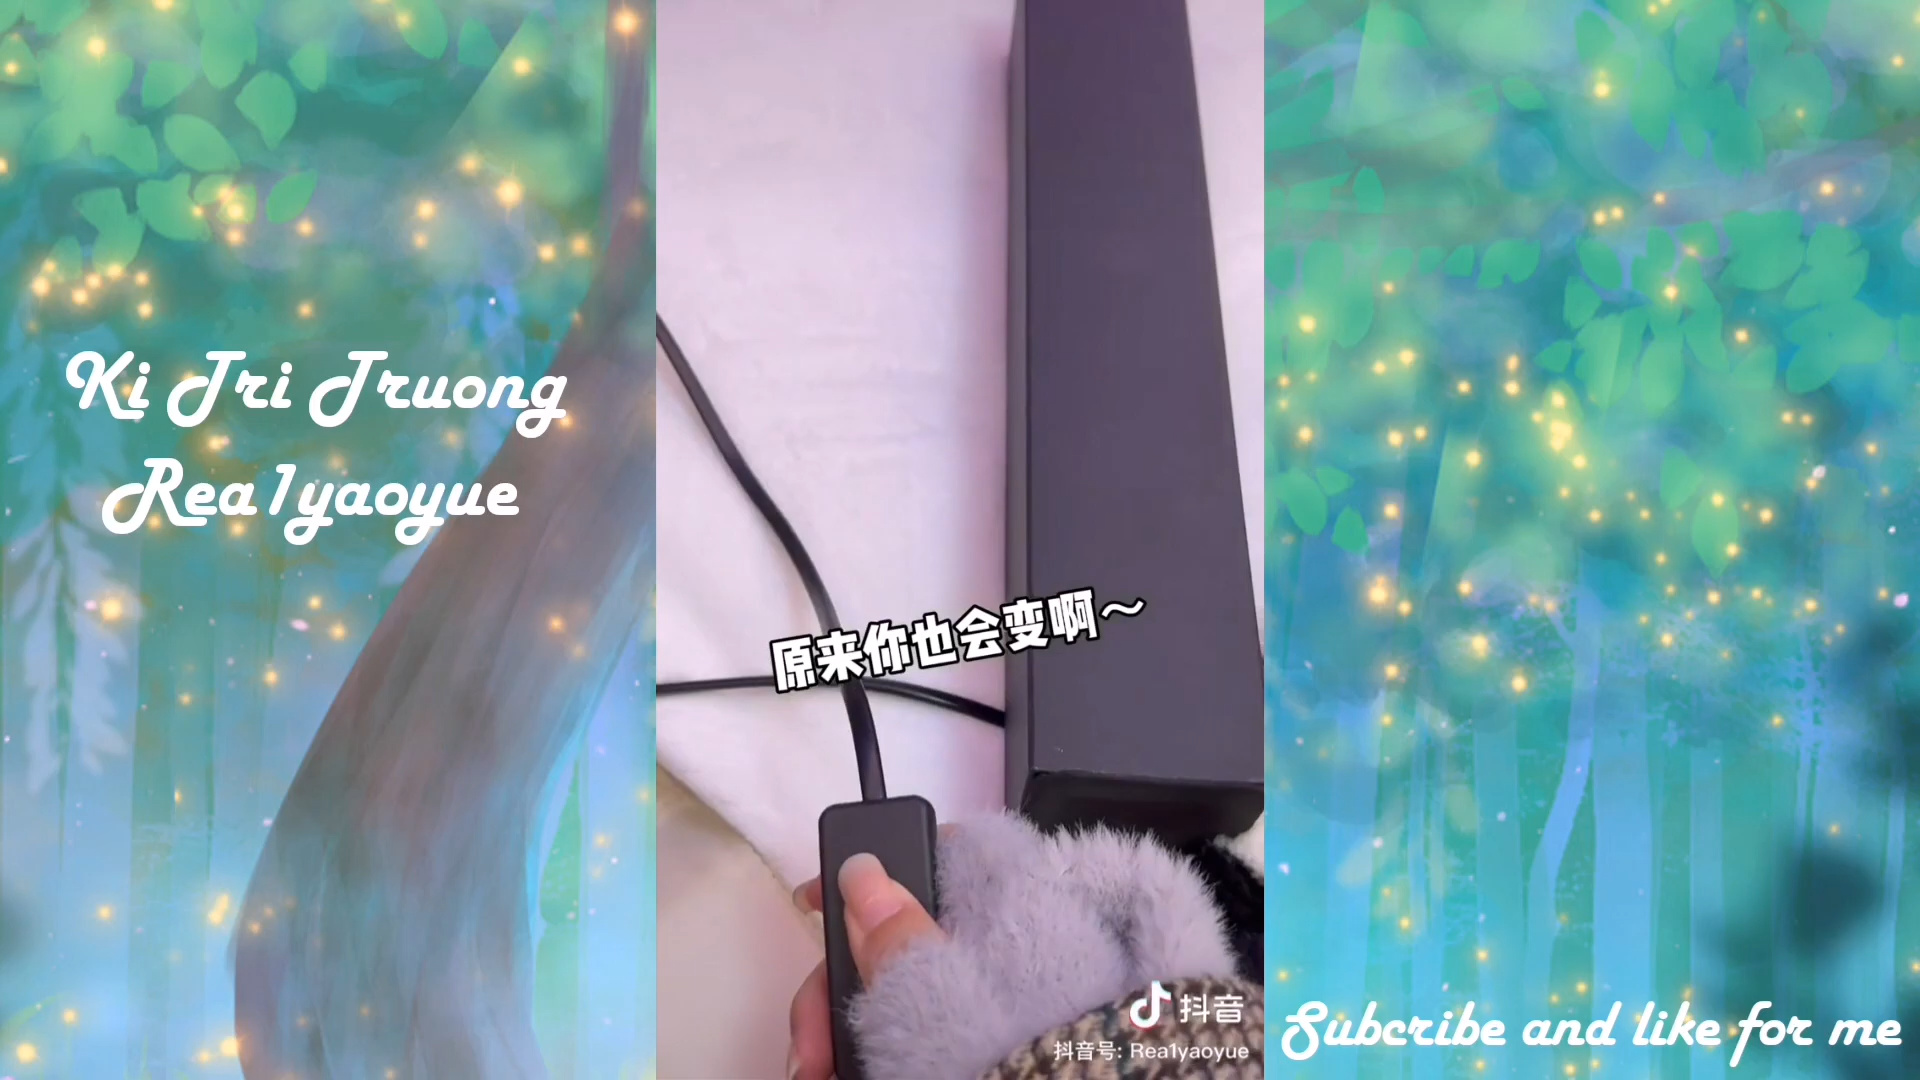 Ki Tri Truong
Rea1yaoyue
原来你也会变啊～
抖音
抖音号: Rea1yaoyue
Subcribe and like for me